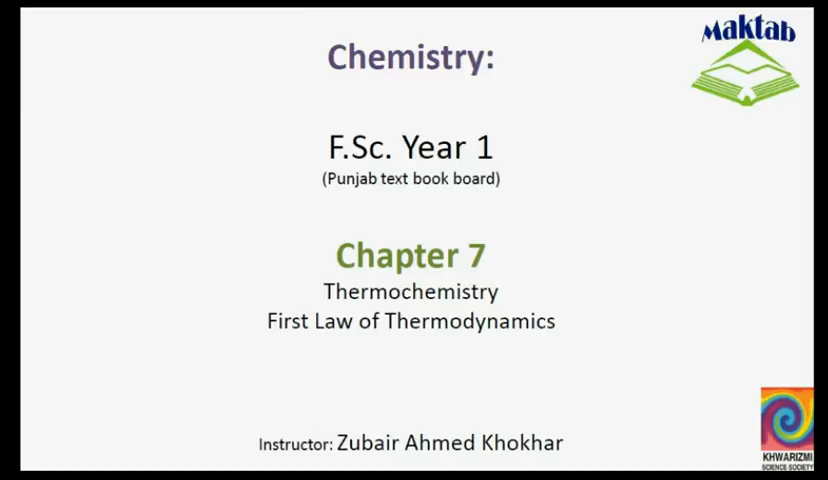 Maktab
Chemistry:
F.Sc. Year 1
(Punjab text book board)
Chapter 7
Thermochemistry
First Law of Thermodynamics
Instructor: Zubair Ahmed Khokhar
KHWARIZMI
SCIENCE SOCIETY